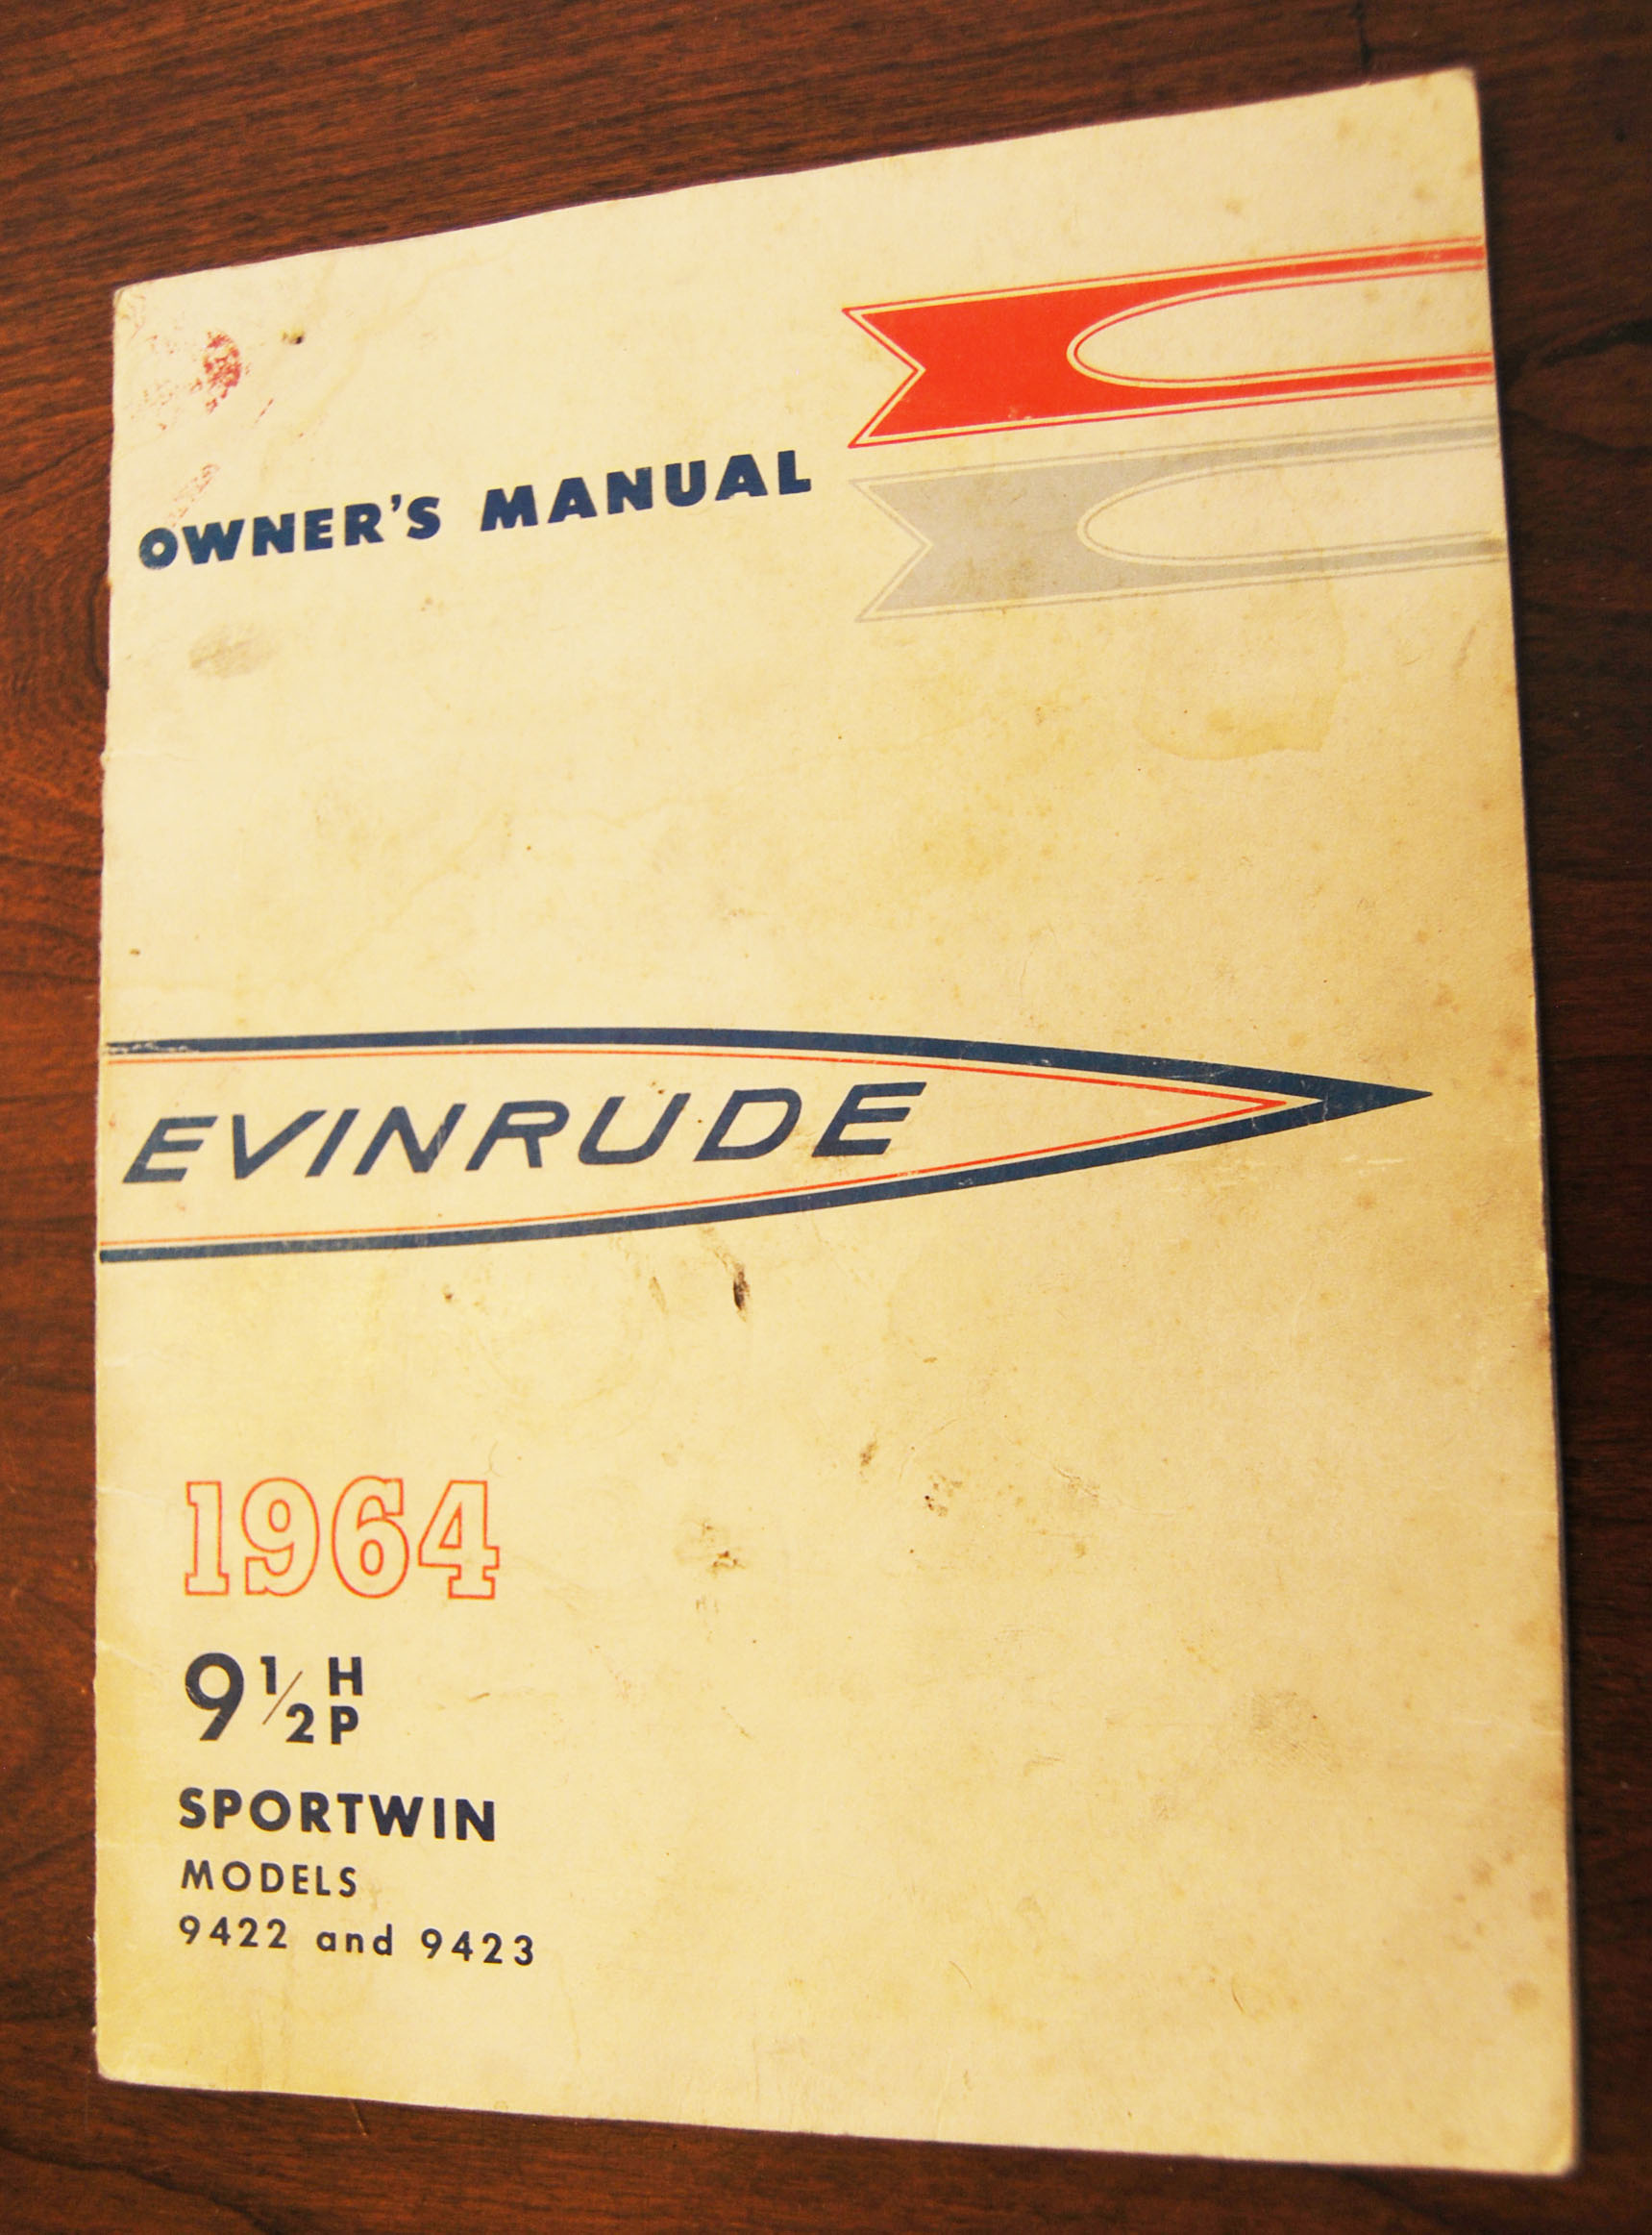 OWNER'S MANUAL
EVINRUDE
1964
9 1/2 HP
SPORTWIN
MODELS
9422 and 9423